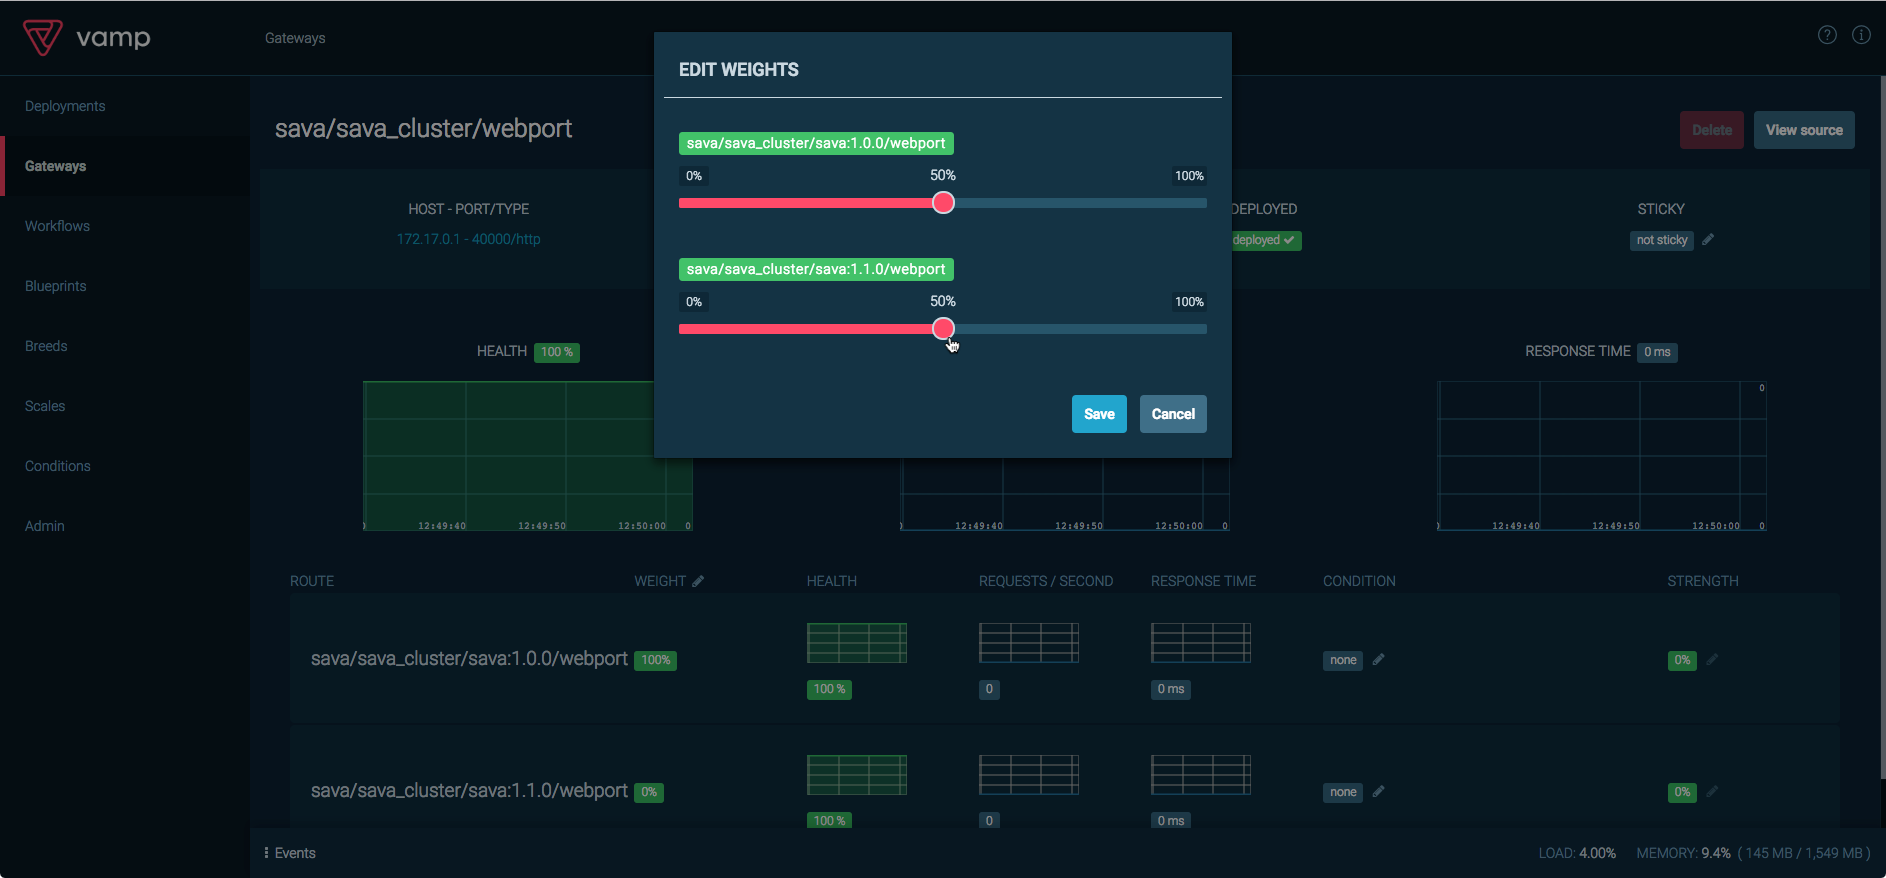 vamp
Gateways
Deployments
Gateways
Workflows
Blueprints
Breeds
Scales
Conditions
Admin
sava/sava_cluster/webport
Delete
View source
HOST - PORT/TYPE
172.17.0.1 - 40000/http
DEPLOYED
deployed
STICKY
not sticky
EDIT WEIGHTS
sava/sava_cluster/sava:1.0.0/webport
0% 50% 100%
sava/sava_cluster/sava:1.1.0/webport
0% 50% 100%
Save Cancel
HEALTH 100 %
12:49:40 12:49:50 12:50:00 0
12:49:40 12:49:50 12:50:00 0
RESPONSE TIME 0 ms
0
12:49:40 12:49:50 12:50:00 0
ROUTE WEIGHT HEALTH REQUESTS / SECOND RESPONSE TIME CONDITION STRENGTH
sava/sava_cluster/sava:1.0.0/webport 100% none 0%
100 % 0 0 ms
sava/sava_cluster/sava:1.1.0/webport 0% none 0%
100 % 0 0 ms
Events
LOAD: 4.00% MEMORY: 9.4% ( 145 MB / 1,549 MB )